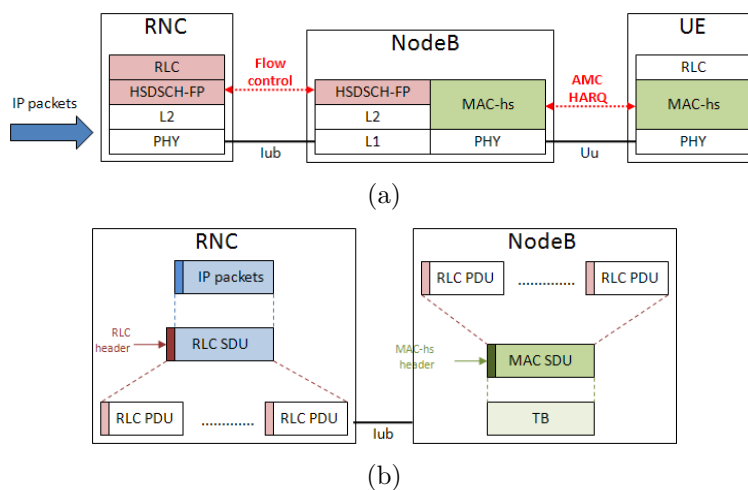 RNC
NodeB
UE
RLC
HSDSCH-FP
L2
PHY
Flow
control
HSDSCH-FP
L2
L1
MAC-hs
PHY
AMC
HARQ
RLC
MAC-hs
PHY
IP packets
Iub
Uu
(a)
RNC
NodeB
IP packets
RLC
header
RLC SDU
RLC PDU
..............
RLC PDU
RLC PDU
..............
RLC PDU
MAC-hs
header
MAC SDU
TB
Iub
(b)